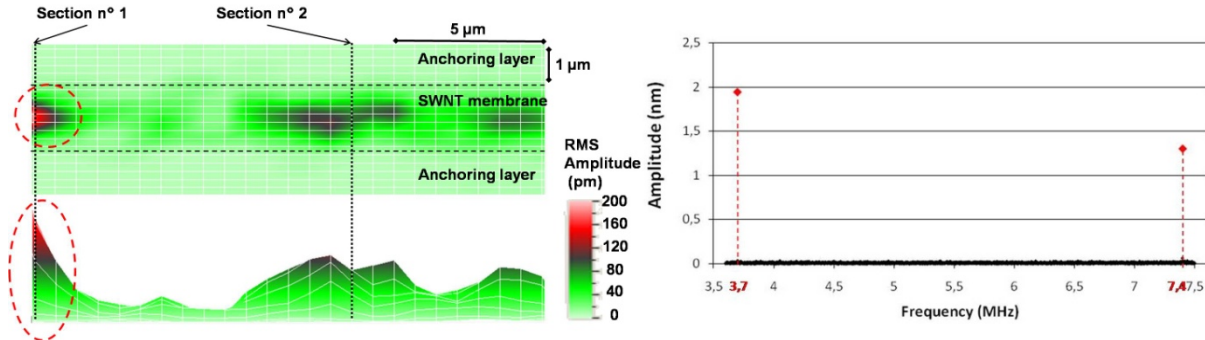 Section n° 1
Section n° 2
5 µm
Anchoring layer
1 µm
SWNT membrane
Anchoring layer
RMS
Amplitude
(pm)
200
160
120
80
40
0
Amplitude (nm)
2,5
2
1,5
1
0,5
0
3,5
3,7
4
4,5
5
5,5
6
6,5
7
7,4
7,5
Frequency (MHz)